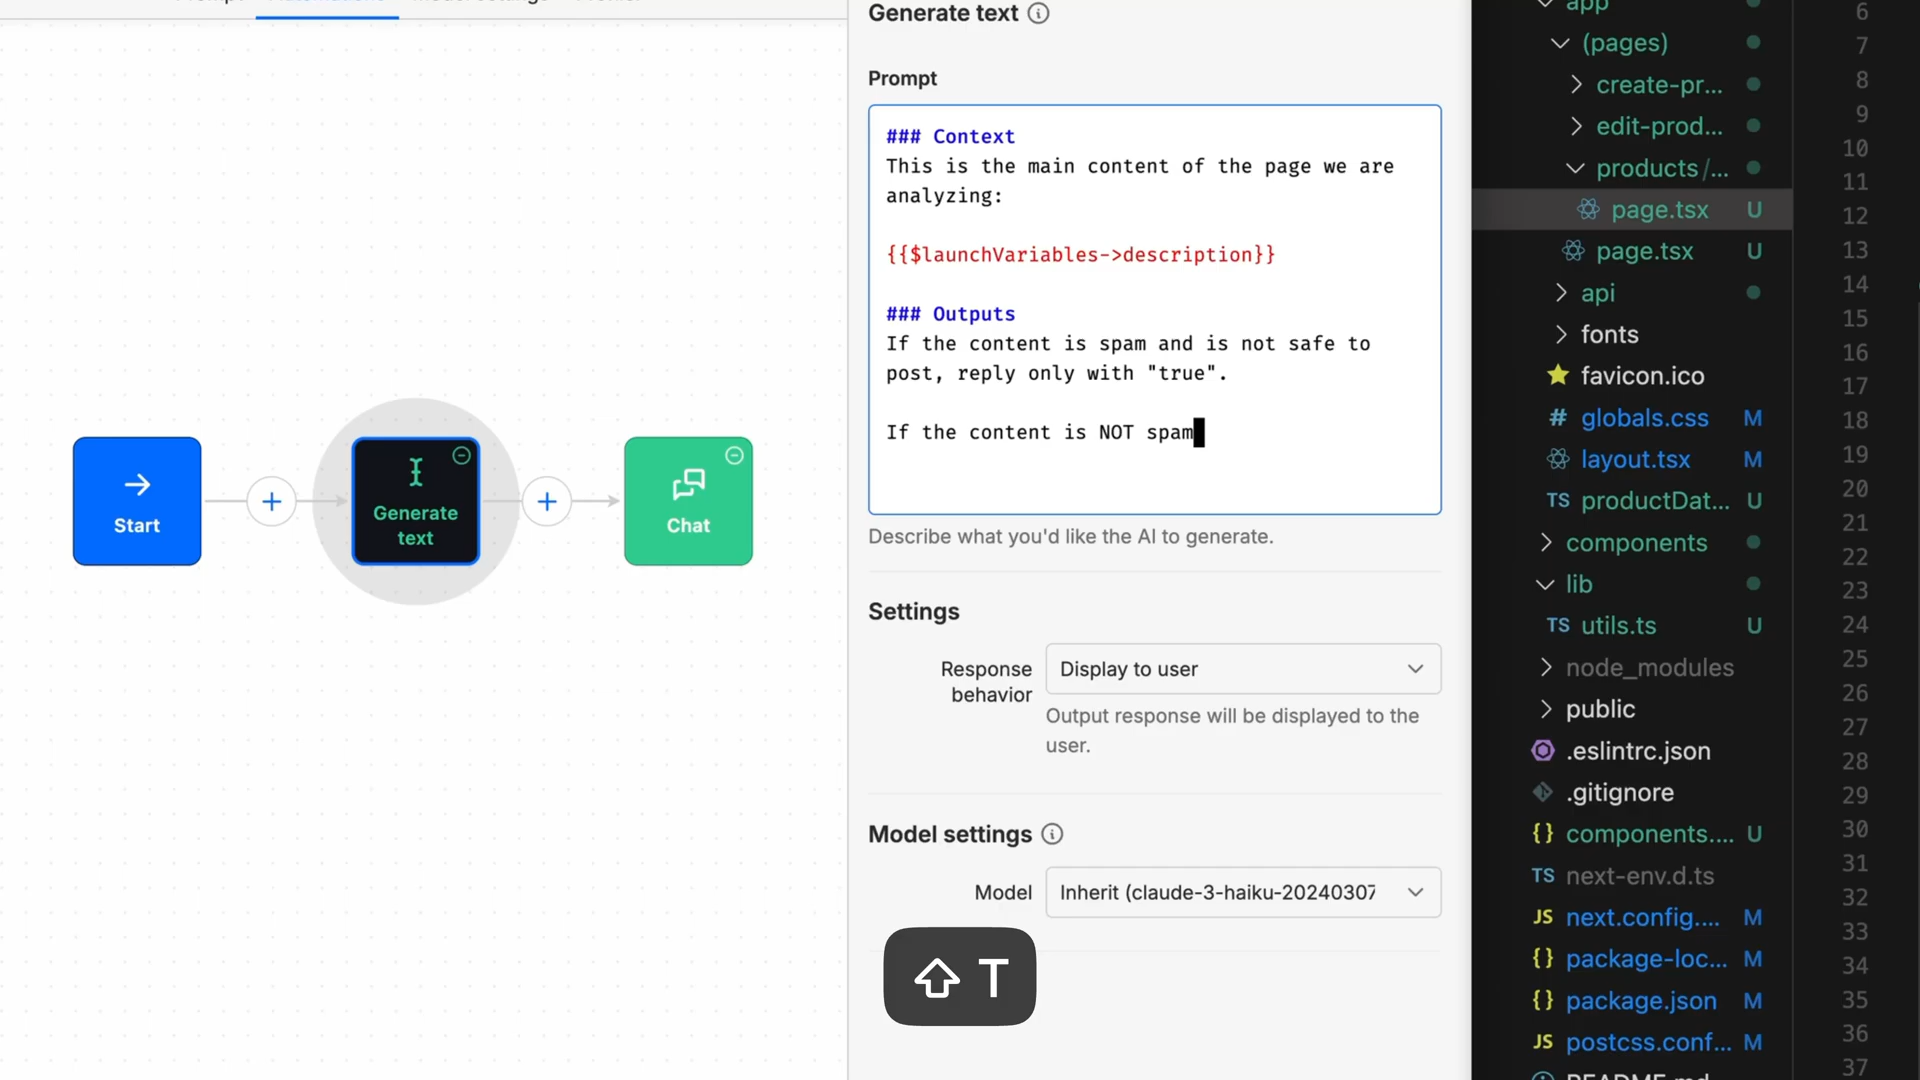 Generate text
Prompt
### Context
This is the main content of the page we are
analyzing:
{{$launchVariables->description}}
### Outputs
If the content is spam and is not safe to
post, reply only with "true".
If the content is NOT spam
Describe what you'd like the AI to generate.
Settings
Response
behavior
Display to user
Output response will be displayed to the
user.
Model settings
Model
Inherit (claude-3-haiku-20240307
T
Start
Generate
text
Chat
app
(pages)
create-pr...
edit-prod...
products/...
page.tsx U
page.tsx U
api
fonts
favicon.ico
globals.css M
layout.tsx M
productDat... U
components
lib
utils.ts U
node_modules
public
.eslintrc.json
.gitignore
components.... U
next-env.d.ts
next.config.... M
package-loc... M
package.json M
postcss.conf... M
README.md
6
7
8
9
10
11
12
13
14
15
16
17
18
19
20
21
22
23
24
25
26
27
28
29
30
31
32
33
34
35
36
37